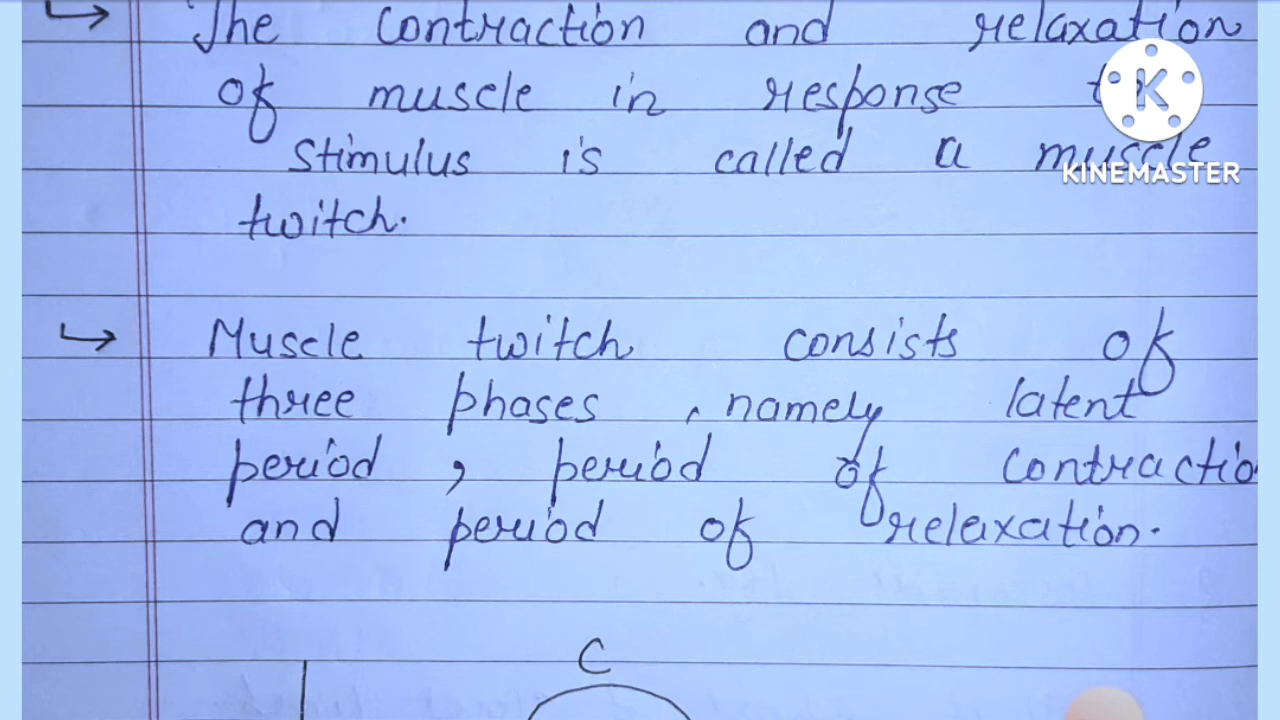 ↳ The contraction and relaxation
of muscle in response to
stimulus is called a muscle
twitch.
↳ Muscle twitch consists of
three phases, namely latent
period, period of contractio
and period of relaxation.
C
K
KINEMASTER